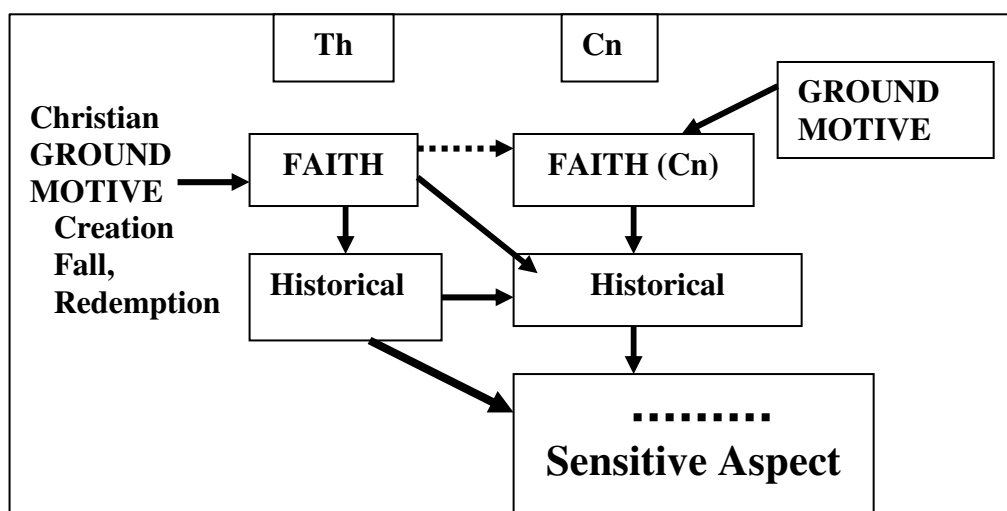 Th
Cn
GROUND
MOTIVE
Christian
GROUND
MOTIVE
Creation
Fall,
Redemption
FAITH
FAITH (Cn)
Historical
Historical
Sensitive Aspect